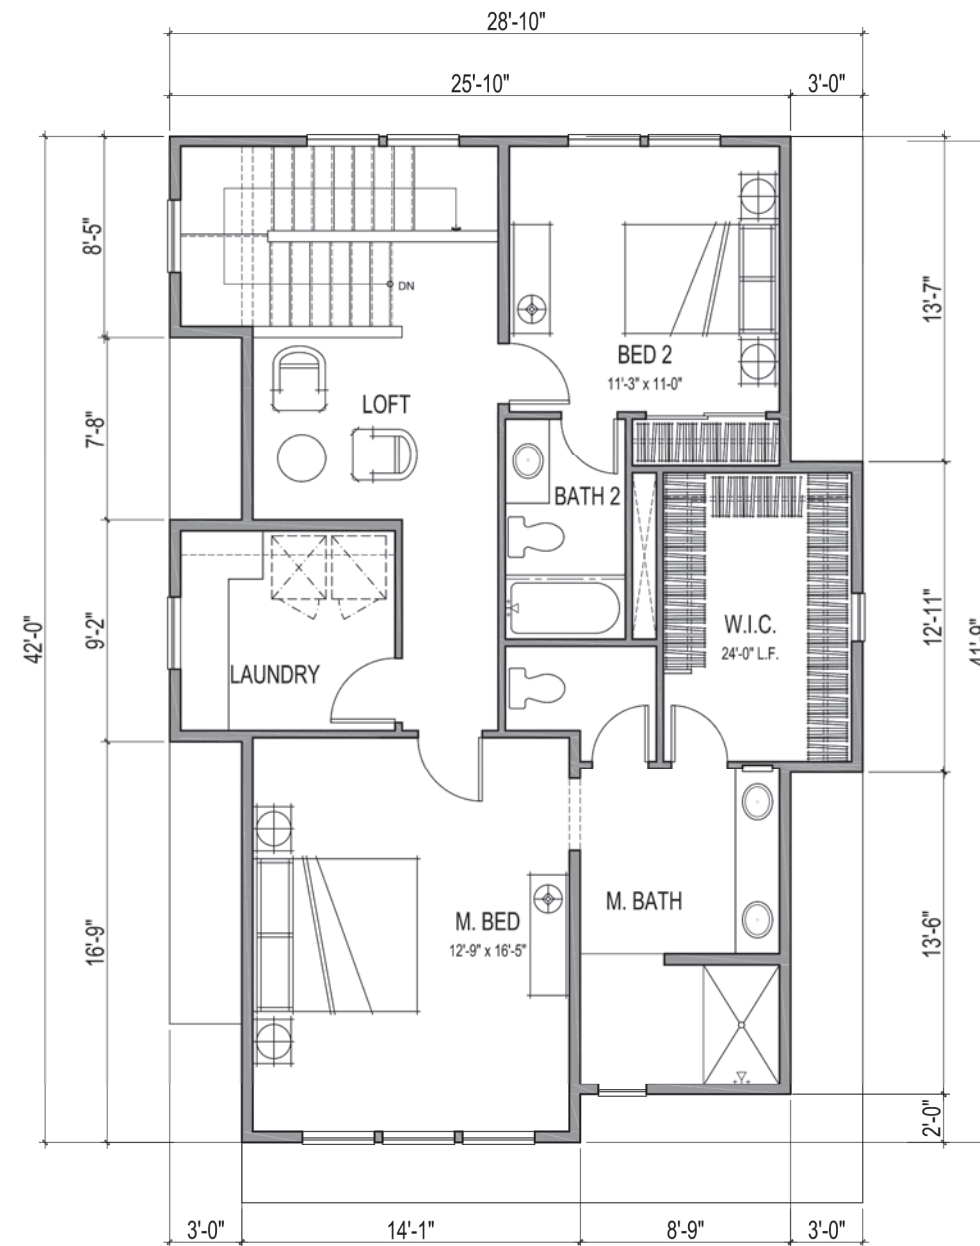 28'-10"
25'-10"
3'-0"
8'-5"
DN
13'-7"
BED 2
11'-3" x 11-0"
LOFT
7'-8"
BATH 2
42'-0"
9'-2"
W.I.C.
24'-0" L.F.
12'-11"
41'-9"
LAUNDRY
16'-9"
M. BED
12'-9" x 16'-5"
M. BATH
13'-6"
2'-0"
3'-0"
14'-1"
8'-9"
3'-0"